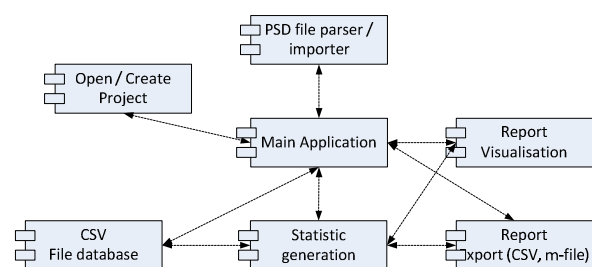 PSD file parser /
importer
Open / Create
Project
Main Application
Report
Visualisation
CSV
File database
Statistic
generation
Report
Export (CSV, m-file)